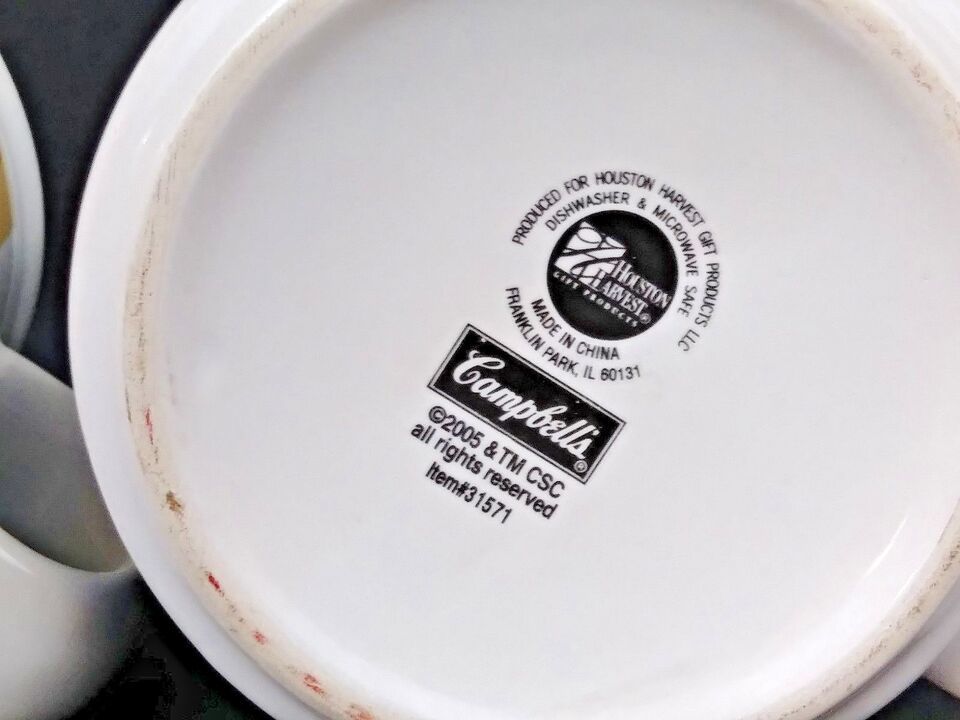 PRODUCED FOR HOUSTON HARVEST GIFT PRODUCTS LLC
DISHWASHER & MICROWAVE SAFE
HOUSTON
HARVEST®
GIFT PRODUCTS
MADE IN CHINA
FRANKLIN PARK, IL 60131
Campbell's®
©2005 &TM CSC
all rights reserved
Item#31571